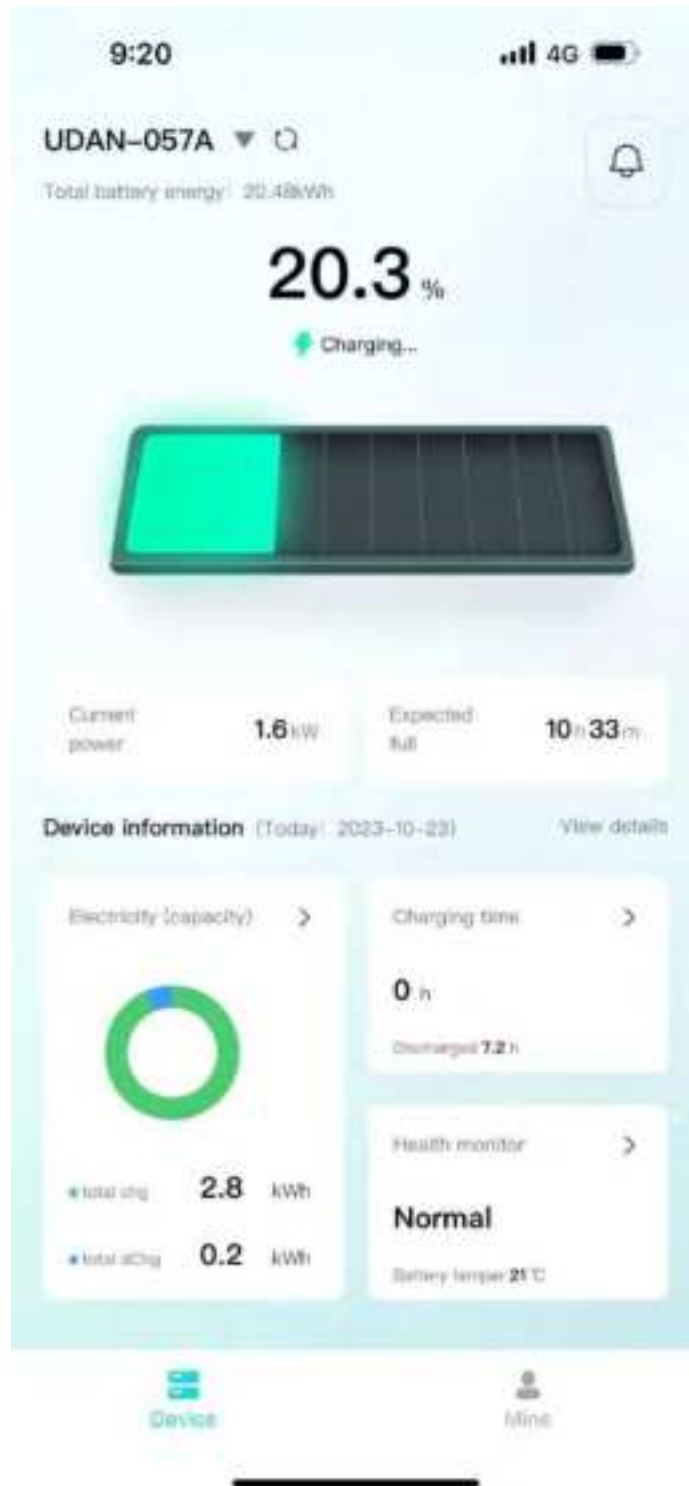 9:20
4G
UDAN-057A
Total battery energy: 20.48kWh
20.3 %
Charging...
Current power
1.6 kW
Expected full
10 h 33 m
Device information (Today: 2023-10-23)
View details
Electricity (capacity) >
total chg 2.8 kWh
total dChg 0.2 kWh
Charging time >
0 h
Discharged 7.2 h
Health monitor >
Normal
Battery temper 21 ℃
Device
Mine